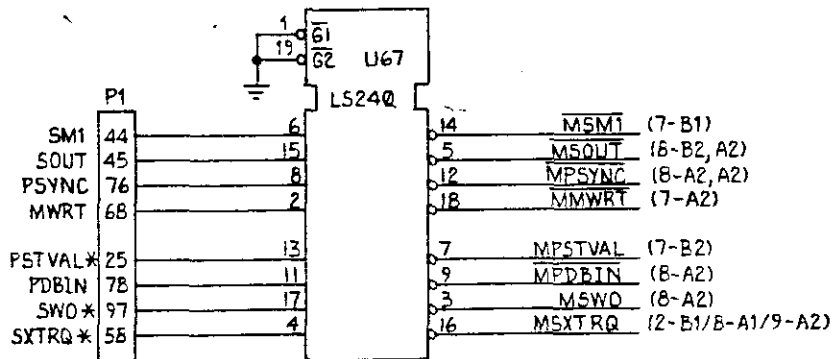 1 G1
19 G2 U67
LS240
P1
SM1 44 6 14 MSM1 (7-B1)
SOUT 45 15 5 MSOUT (8-B2, A2)
PSYNC 76 8 12 MPSYNC (8-A2, A2)
MWRT 68 2 18 MMWRT (7-A2)
PSTVAL* 25 13 7 MPSTVAL (7-B2)
PDBIN 78 11 9 MPDBIN (8-A2)
SWO* 97 17 3 MSWO (8-A2)
SXTRQ* 58 4 16 MSXTRQ (2-B1/8-A1/9-A2)